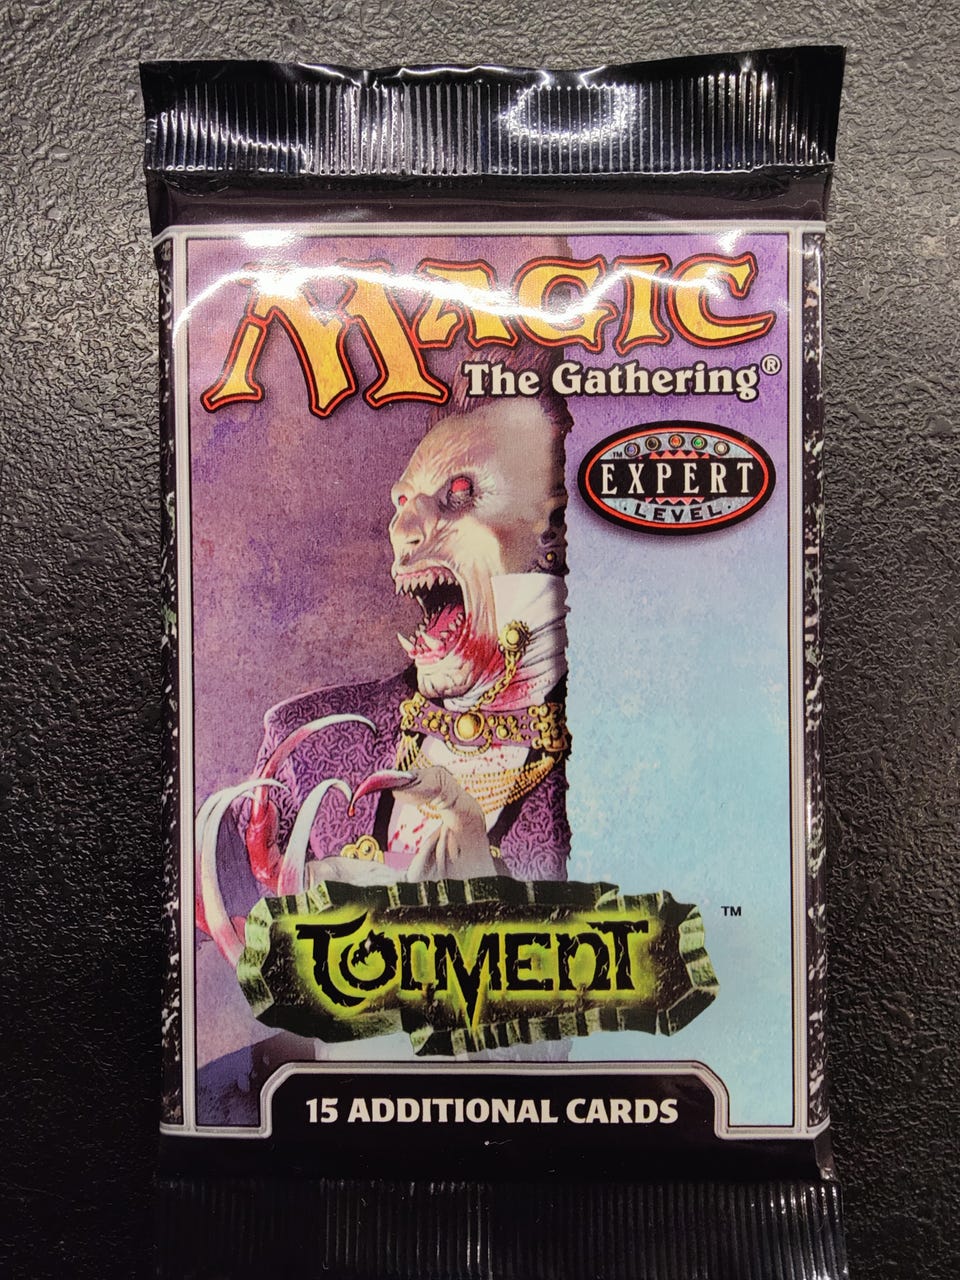 MAGIC
The Gathering®
™
EXPERT
LEVEL
TORMENT
™
15 ADDITIONAL CARDS